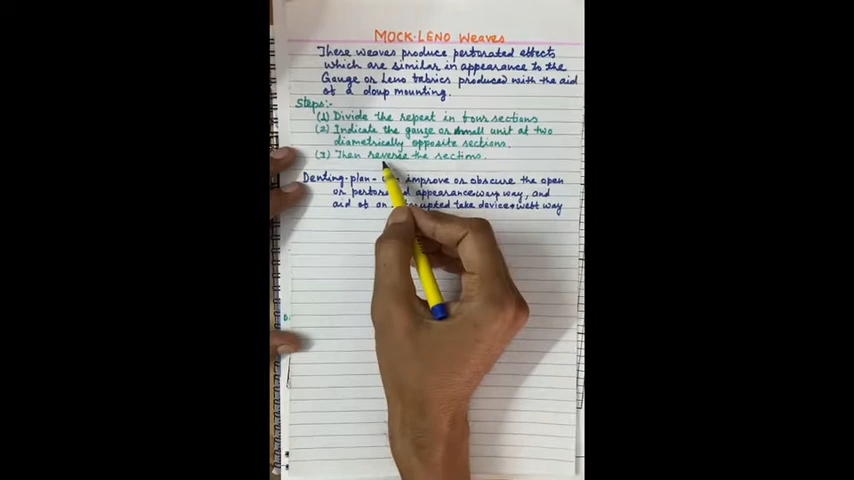 MOCK-LENO Weaves
These weaves produce perforated effects
which are similar in appearance to the
Gauge or Leno fabrics produced with the aid
of a doup mounting.
Steps:-
(1) Divide the repeat in four sections
(2) Indicate the gauze or small unit at two
diametrically opposite sections.
(3) Then reverse the sections.
Denting-plan- improve or obscure the open
or perforated appearance warp way, and
aid of an take device weft way